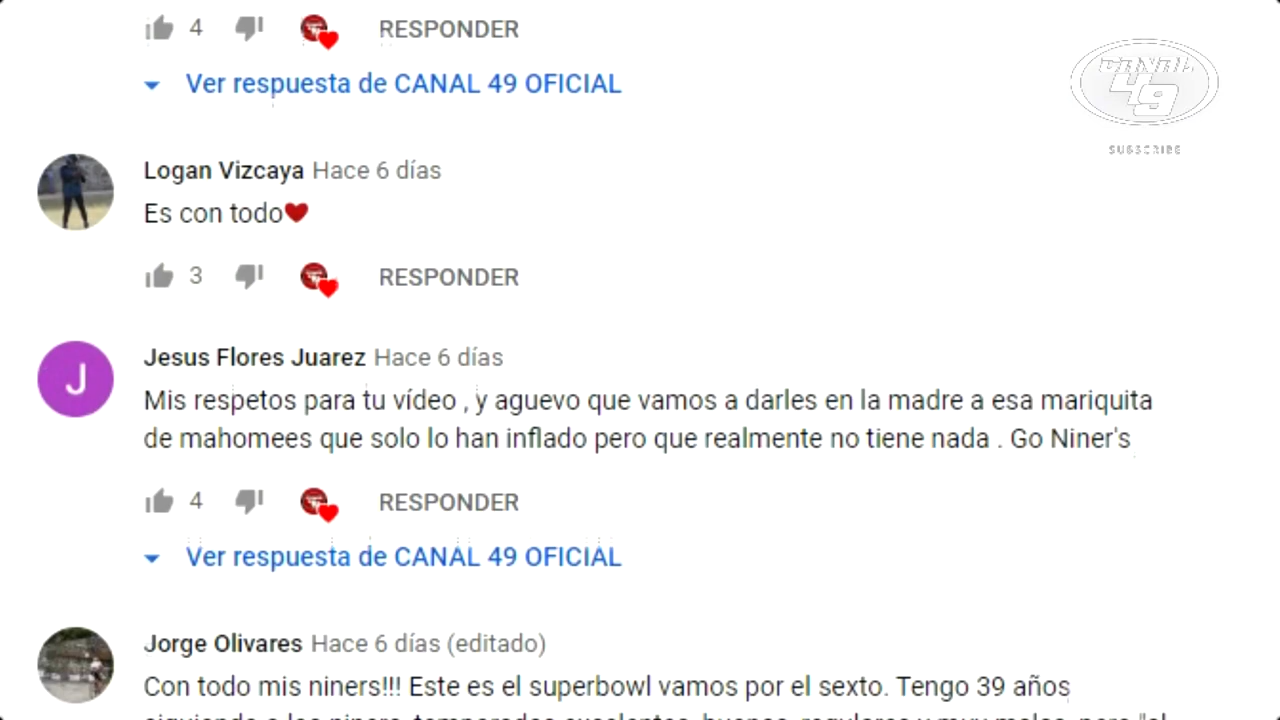 4 RESPONDER
Ver respuesta de CANAL 49 OFICIAL
CANAL
49
SUBSCRIBE
Logan Vizcaya Hace 6 días
Es con todo❤
3 RESPONDER
J
Jesus Flores Juarez Hace 6 días
Mis respetos para tu vídeo , y aguevo que vamos a darles en la madre a esa mariquita
de mahomees que solo lo han inflado pero que realmente no tiene nada . Go Niner's
4 RESPONDER
Ver respuesta de CANAL 49 OFICIAL
Jorge Olivares Hace 6 días (editado)
Con todo mis niners!!! Este es el superbowl vamos por el sexto. Tengo 39 años